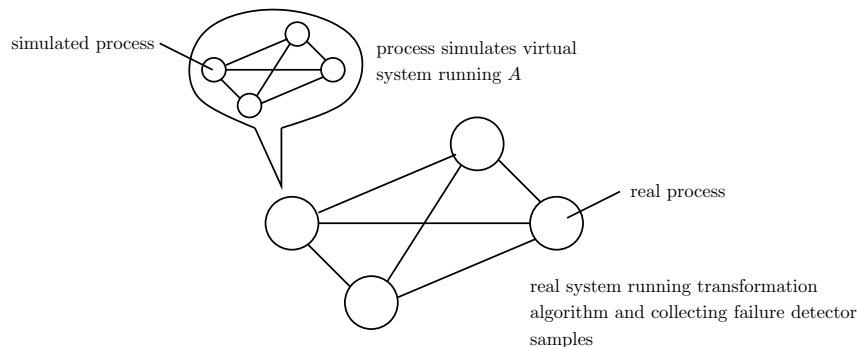 simulated process
process simulates virtual
system running A
real process
real system running transformation
algorithm and collecting failure detector
samples